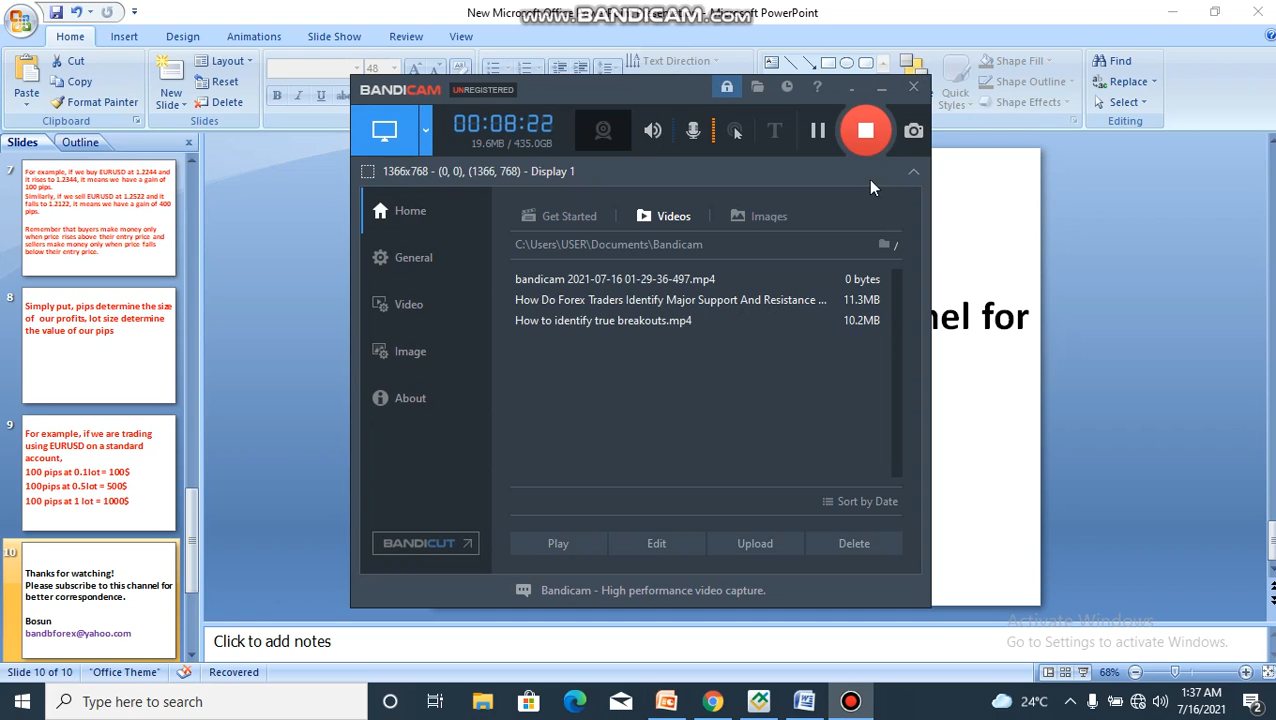 New Microsoft Office
www.BANDICAM.com
Microsoft PowerPoint
Home
Insert
Design
Animations
Slide Show
Review
View
Paste
Cut
Copy
Format Painter
Clipboard
New Slide
Layout
Reset
Delete
Slides
48
B I U
Text Direction
Quick Styles
Shape Fill
Shape Outline
Shape Effects
Find
Replace
Select
Editing
Slides
Outline
7
For example, if we buy EURUSD at 1.2244 and
it rises to 1.2344, it means we have a gain of
100 pips.
Similarly, if we sell EURUSD at 1.2522 and it
falls to 1.2122, it means we have a gain of 400
pips.
Remember that buyers make money only
when price rises above their entry price and
sellers make money only when price falls
below their entry price.
8
Simply put, pips determine the size
of our profits, lot size determine
the value of our pips
9
For example, if we are trading
using EURUSD on a standard
account,
100 pips at 0.1lot = 100$
100pips at 0.5lot = 500$
100 pips at 1 lot = 1000$
10
Thanks for watching!
Please subscribe to this channel for
better correspondence.
Bosun
bandbforex@yahoo.com
BANDICAM UNREGISTERED
00:08:22
19.6MB / 435.0GB
1366x768 - (0, 0), (1366, 768) - Display 1
Home
General
Video
Image
About
BANDICUT
Get Started
Videos
Images
C:\Users\USER\Documents\Bandicam
bandicam 2021-07-16 01-29-36-497.mp4 0 bytes
How Do Forex Traders Identify Major Support And Resistance ... 11.3MB
How to identify true breakouts.mp4 10.2MB
Sort by Date
Play
Edit
Upload
Delete
Bandicam - High performance video capture.
nel for
Activate Windows
Go to Settings to activate Windows.
Click to add notes
Slide 10 of 10
"Office Theme"
Recovered
68%
Type here to search
24°C
1:37 AM
7/16/2021
2